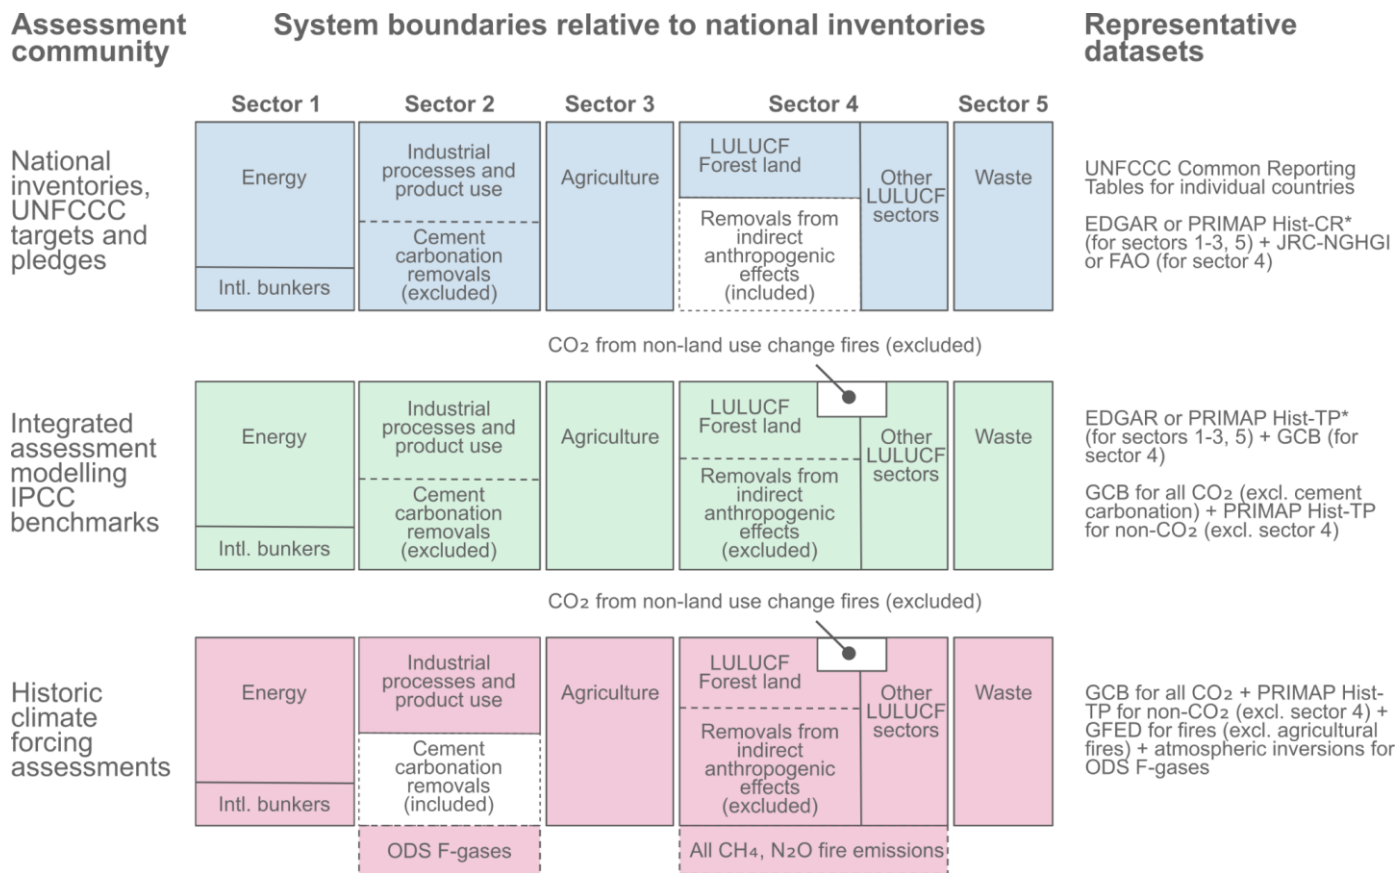 Assessment
community
System boundaries relative to national inventories
Representative
datasets
Sector 1
Sector 2
Sector 3
Sector 4
Sector 5
National
inventories,
UNFCCC
targets and
pledges
Energy
Intl. bunkers
Industrial
processes and
product use
Cement
carbonation
removals
(excluded)
Agriculture
LULUCF
Forest land
Removals from
indirect
anthropogenic
effects
(included)
Other
LULUCF
sectors
Waste
UNFCCC Common Reporting
Tables for individual countries
EDGAR or PRIMAP Hist-CR*
(for sectors 1-3, 5) + JRC-NGHGI
or FAO (for sector 4)
CO₂ from non-land use change fires (excluded)
Integrated
assessment
modelling
IPCC
benchmarks
Energy
Intl. bunkers
Industrial
processes and
product use
Cement
carbonation
removals
(excluded)
Agriculture
LULUCF
Forest land
Removals from
indirect
anthropogenic
effects
(excluded)
Other
LULUCF
sectors
Waste
EDGAR or PRIMAP Hist-TP*
(for sectors 1-3, 5) + GCB (for
sector 4)
GCB for all CO₂ (excl. cement
carbonation) + PRIMAP Hist-TP
for non-CO₂ (excl. sector 4)
CO₂ from non-land use change fires (excluded)
Historic
climate
forcing
assessments
Energy
Intl. bunkers
Industrial
processes and
product use
Cement
carbonation
removals
(included)
ODS F-gases
Agriculture
LULUCF
Forest land
Removals from
indirect
anthropogenic
effects
(excluded)
Other
LULUCF
sectors
All CH₄, N₂O fire emissions
Waste
GCB for all CO₂ + PRIMAP Hist-
TP for non-CO₂ (excl. sector 4) +
GFED for fires (excl. agricultural
fires) + atmospheric inversions for
ODS F-gases